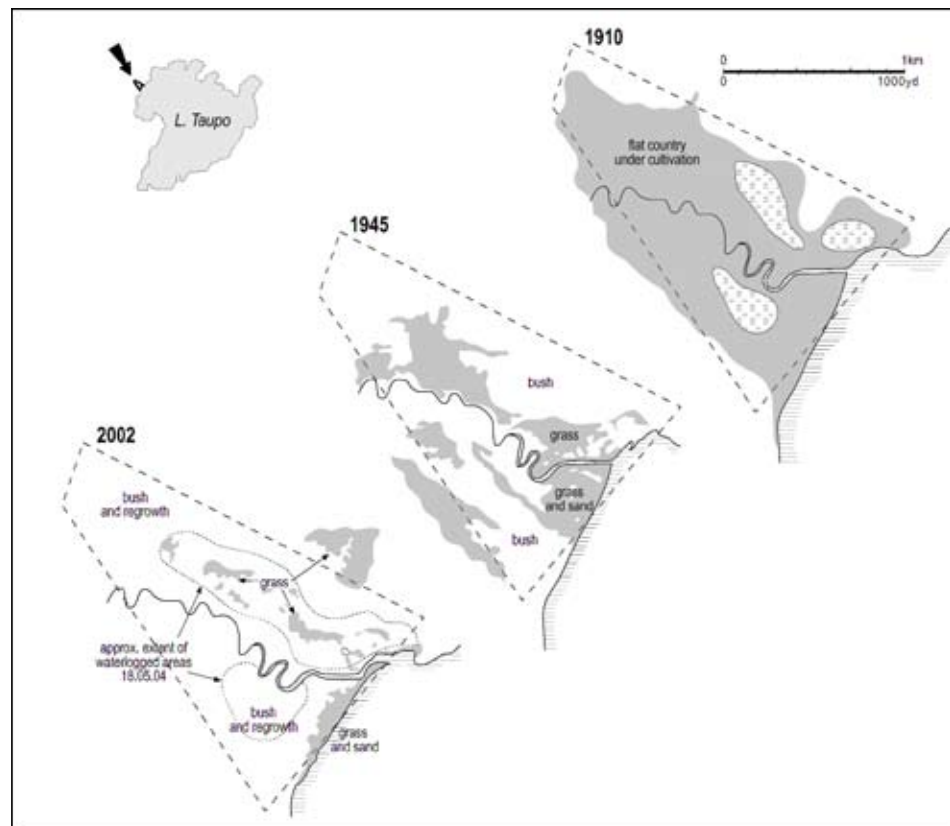 1910
0 1km
0 1000yd
L. Taupo
flat country
under cultivation
1945
bush
grass
grass
and sand
bush
2002
bush
and regrowth
grass
approx. extent of
waterlogged areas
18.05.04
bush
and regrowth
grass
and sand